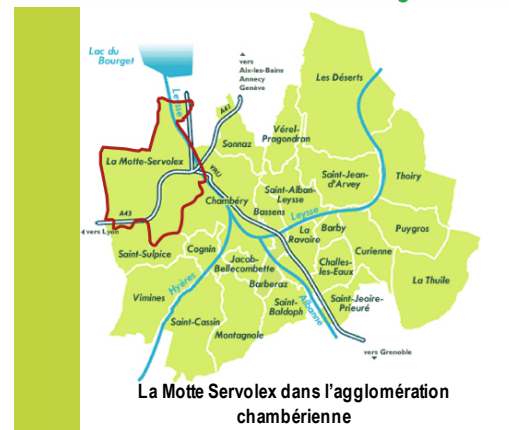 Lac du
Bourget
vers
Aix-les-Bains
Annecy
Genève
Les Déserts
Leysse
A41
Vérel-
Pragondran
Sonnaz
La Motte-Servolex
VRU
Saint-Jean-
d'Arvey
Thoiry
Saint-Alban-
Leysse
Chambéry
Bassens
Leysse
A43
vers Lyon
La
Ravoire
Barby
Puygros
Curienne
Saint-Sulpice
Cognin
Jacob-
Bellecombette
Challes-
les-Eaux
La Thuile
Hyères
Barberaz
Vimines
Saint-
Baldoph
Albanne
Saint-Jeoire-
Prieuré
Saint-Cassin
Montagnole
vers Grenoble
La Motte Servolex dans l'agglomération
chambérienne